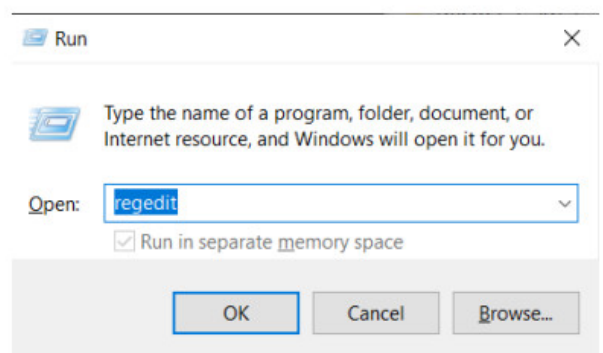 Run
Type the name of a program, folder, document, or
Internet resource, and Windows will open it for you.
Open: regedit
Run in separate memory space
OK Cancel Browse...